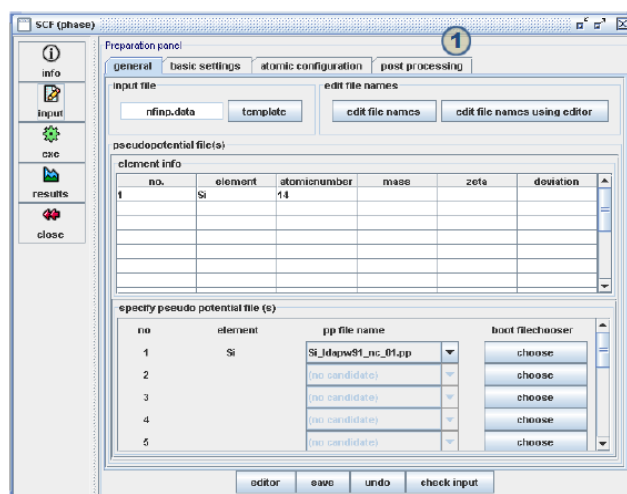 SCF (phase)
info
input
exe
results
close
Preparation panel
1
general basic settings atomic configuration post processing
input file
nfinp.data template
edit file names
edit file names edit file names using editor
pseudopotential file(s)
element info
no. element atomicnumber mass zeta deviation
1 Si 14
specify pseudo potential file (s)
no element pp file name boot filechooser
1 Si Si_ldapw91_nc_01.pp choose
2 (no candidate) choose
3 (no candidate) choose
4 (no candidate) choose
5 (no candidate) choose
editor save undo check input